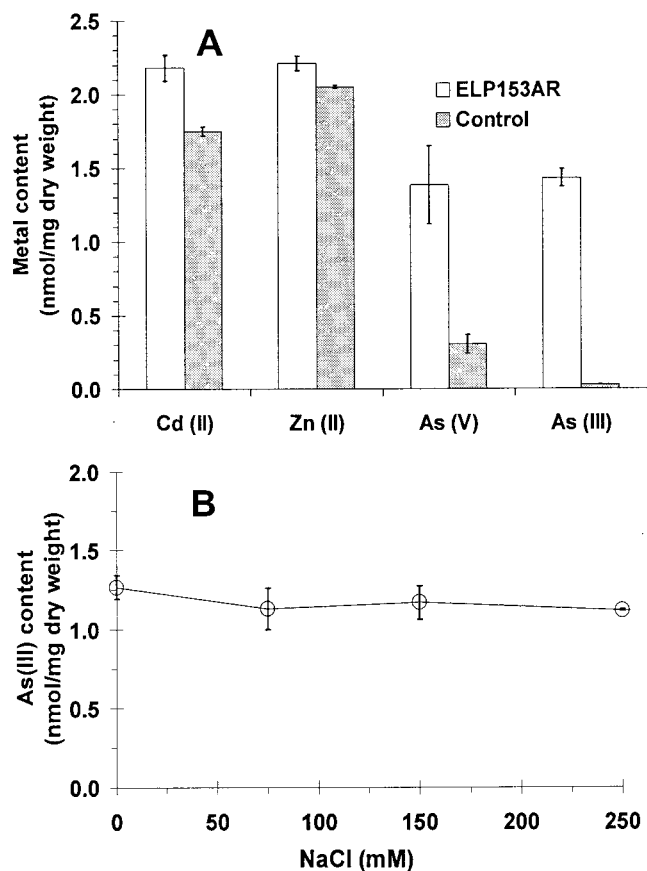 A
2.5
2.0
1.5
1.0
0.5
0.0
Metal content
(nmol/mg dry weight)
ELP153AR
Control
Cd (II) Zn (II) As (V) As (III)
B
2.0
1.5
1.0
0.5
0.0
As(III) content
(nmol/mg dry weight)
0 50 100 150 200 250
NaCl (mM)